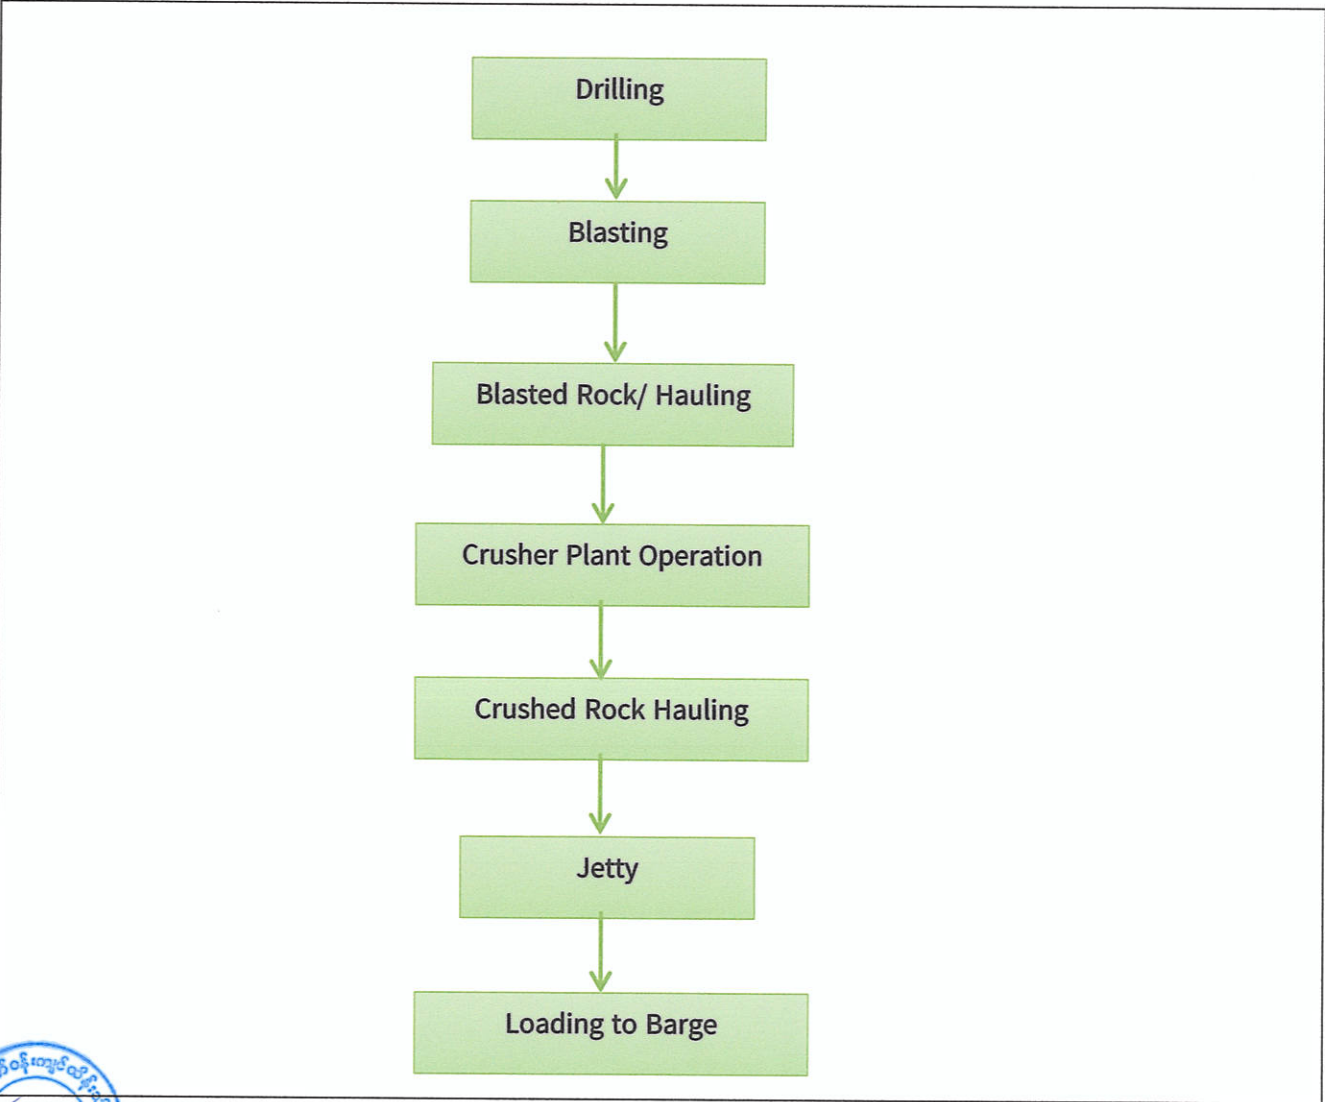 Drilling
Blasting
Blasted Rock/ Hauling
Crusher Plant Operation
Crushed Rock Hauling
Jetty
Loading to Barge